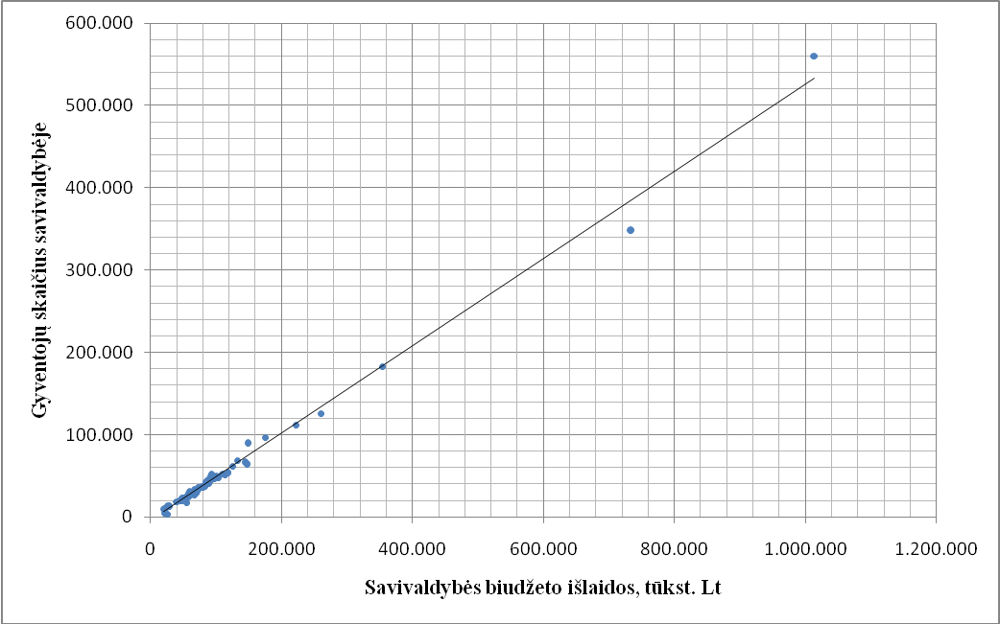 600.000
500.000
400.000
300.000
200.000
100.000
0
Gyventojų skaičius savivaldybėje
0 200.000 400.000 600.000 800.000 1.000.000 1.200.000
Savivaldybės biudžeto išlaidos, tūkst. Lt